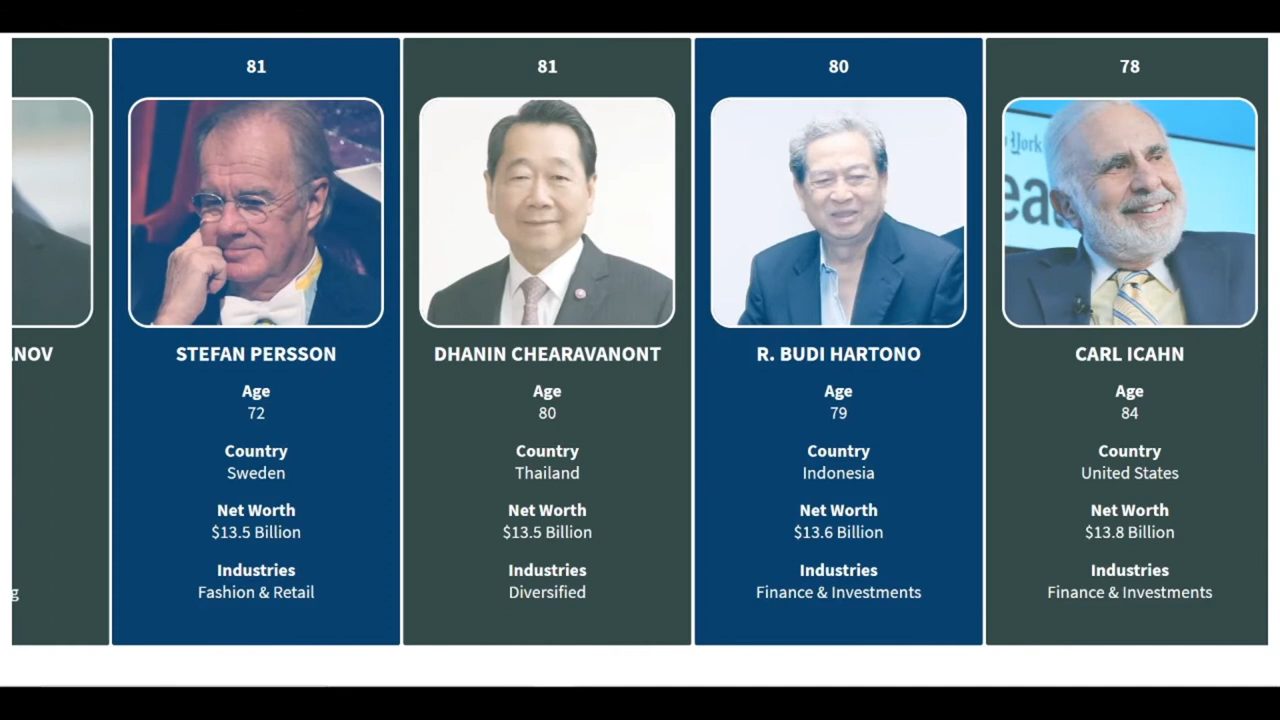 81
81
80
78
York
ea
ANOV
STEFAN PERSSON
DHANIN CHEARAVANONT
R. BUDI HARTONO
CARL ICAHN
Age
72
Age
80
Age
79
Age
84
Country
Sweden
Country
Thailand
Country
Indonesia
Country
United States
Net Worth
$13.5 Billion
Net Worth
$13.5 Billion
Net Worth
$13.6 Billion
Net Worth
$13.8 Billion
Industries
Fashion & Retail
Industries
Diversified
Industries
Finance & Investments
Industries
Finance & Investments
g